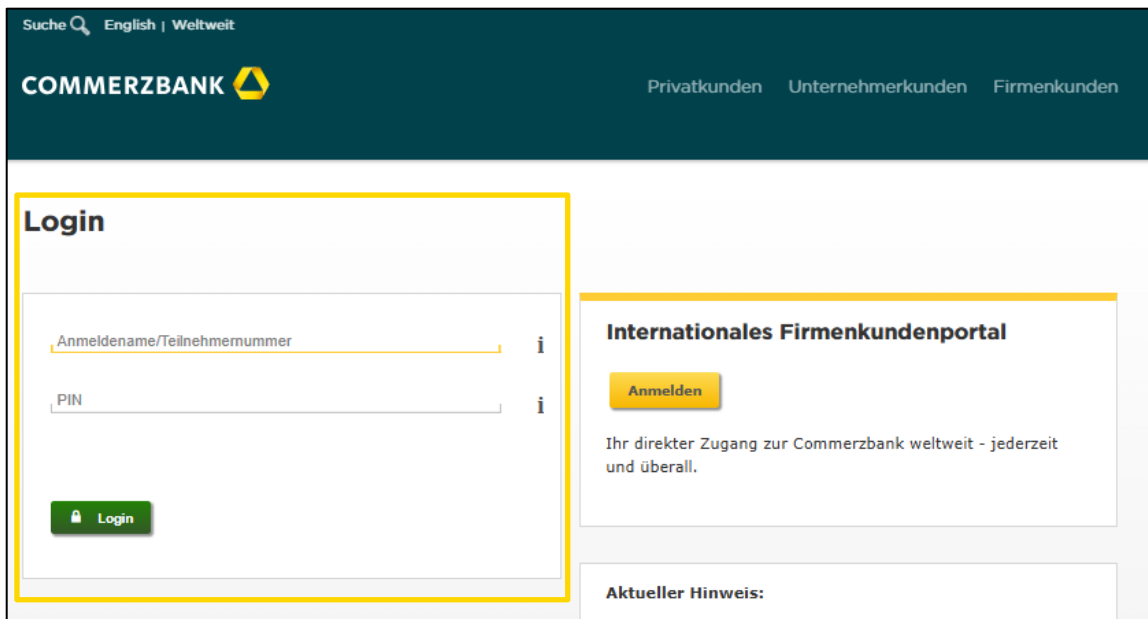 Suche English | Weltweit
COMMERZBANK
Privatkunden Unternehmerkunden Firmenkunden
Login
Anmeldename/Teilnehmernummer i
PIN i
Login
Internationales Firmenkundenportal
Anmelden
Ihr direkter Zugang zur Commerzbank weltweit - jederzeit
und überall.
Aktueller Hinweis: